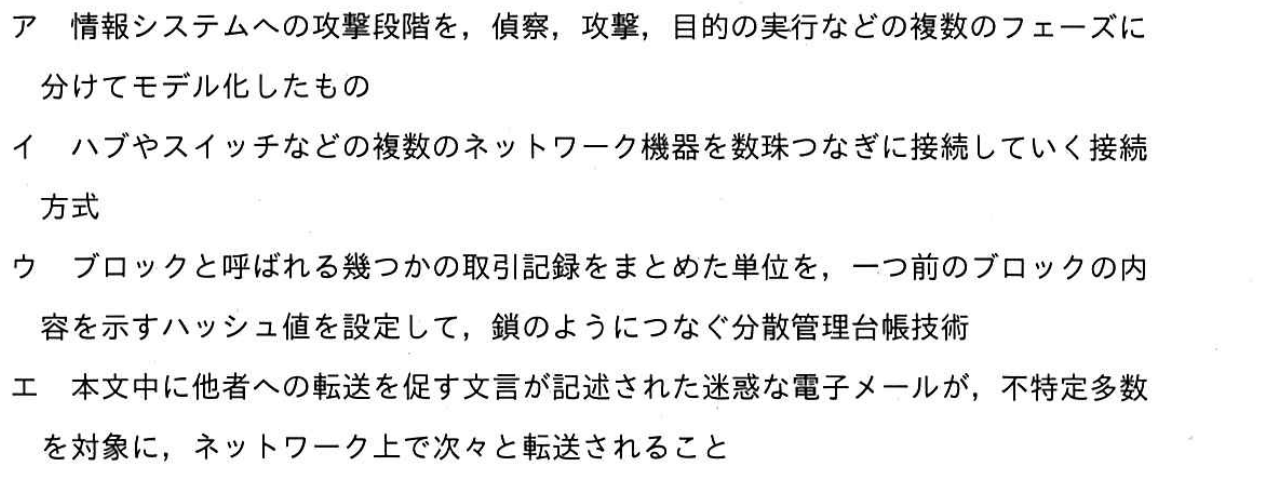 ア　情報システムへの攻撃段階を，偵察，攻撃，目的の実行などの複数のフェーズに
分けてモデル化したもの
イ　ハブやスイッチなどの複数のネットワーク機器を数珠つなぎに接続していく接続
方式
ウ　ブロックと呼ばれる幾つかの取引記録をまとめた単位を，一つ前のブロックの内
容を示すハッシュ値を設定して，鎖のようにつなぐ分散管理台帳技術
エ　本文中に他者への転送を促す文言が記述された迷惑な電子メールが，不特定多数
を対象に，ネットワーク上で次々と転送されること